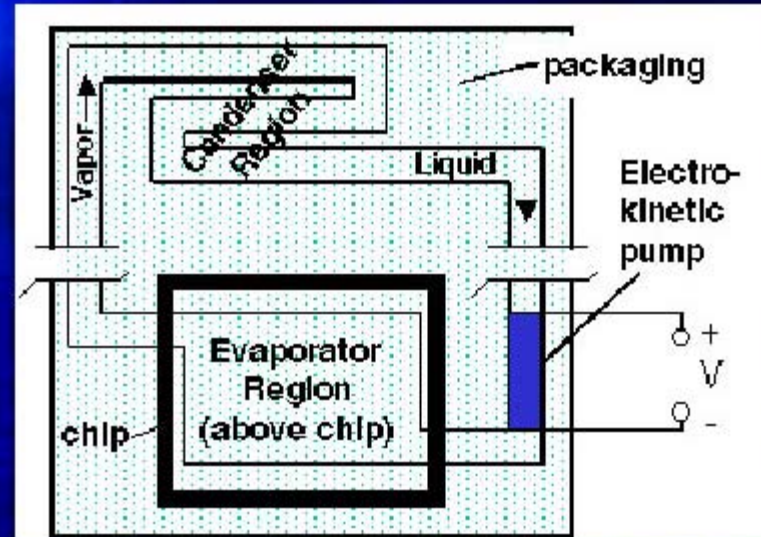 packaging
Condenser
Region
Vapor
Liquid
Electro-
kinetic
pump
+
V
-
Evaporator
Region
(above chip)
chip